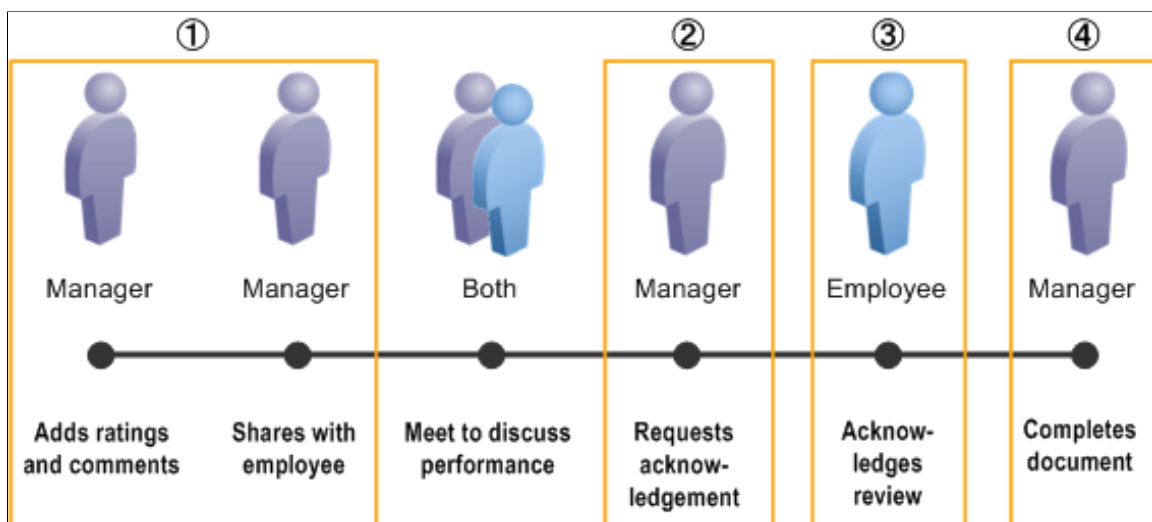 ① ② ③ ④
Manager Manager Both Manager Employee Manager
Adds ratings
and comments
Shares with
employee
Meet to discuss
performance
Requests
acknow-
ledgement
Acknow-
ledges
review
Completes
document